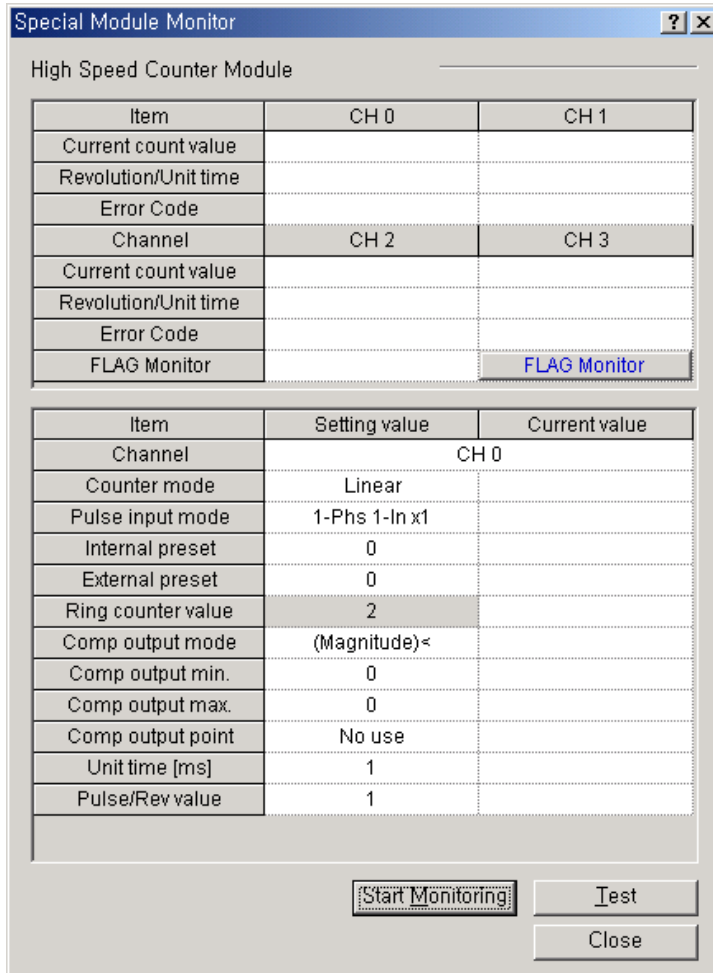 Special Module Monitor
High Speed Counter Module
Item CH 0 CH 1
Current count value
Revolution/Unit time
Error Code
Channel CH 2 CH 3
Current count value
Revolution/Unit time
Error Code
FLAG Monitor FLAG Monitor
Item Setting value Current value
Channel CH 0
Counter mode Linear
Pulse input mode 1-Phs 1-In x1
Internal preset 0
External preset 0
Ring counter value 2
Comp output mode (Magnitude)<
Comp output min. 0
Comp output max. 0
Comp output point No use
Unit time [ms] 1
Pulse/Rev value 1
Start Monitoring Test
Close